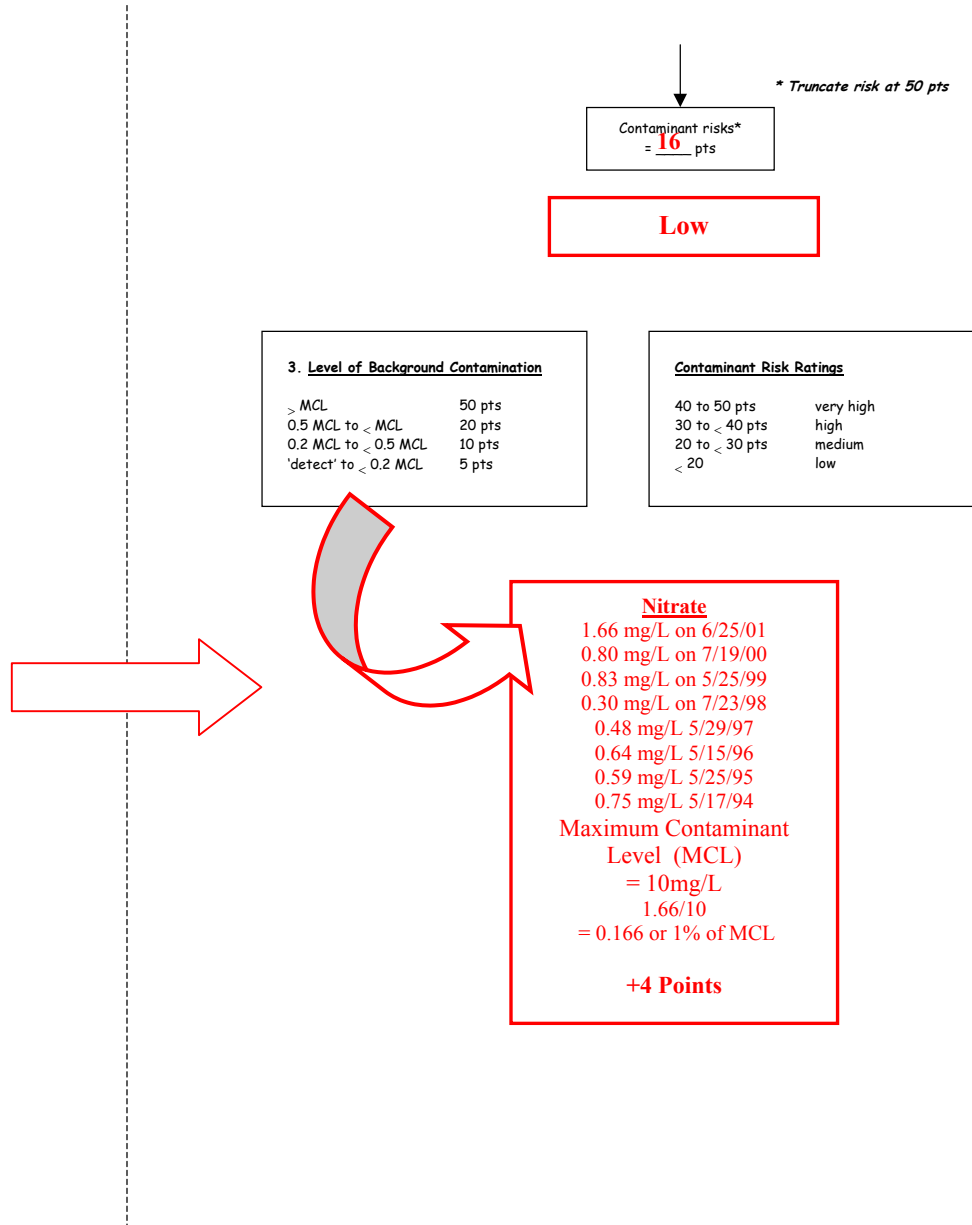 * Truncate risk at 50 pts
Contaminant risks*
= 16 pts
Low
3. Level of Background Contamination
> MCL 50 pts
0.5 MCL to < MCL 20 pts
0.2 MCL to < 0.5 MCL 10 pts
‘detect’ to < 0.2 MCL 5 pts
Contaminant Risk Ratings
40 to 50 pts very high
30 to < 40 pts high
20 to < 30 pts medium
< 20 low
Nitrate
1.66 mg/L on 6/25/01
0.80 mg/L on 7/19/00
0.83 mg/L on 5/25/99
0.30 mg/L on 7/23/98
0.48 mg/L 5/29/97
0.64 mg/L 5/15/96
0.59 mg/L 5/25/95
0.75 mg/L 5/17/94
Maximum Contaminant
Level (MCL)
= 10mg/L
1.66/10
= 0.166 or 1% of MCL
+4 Points